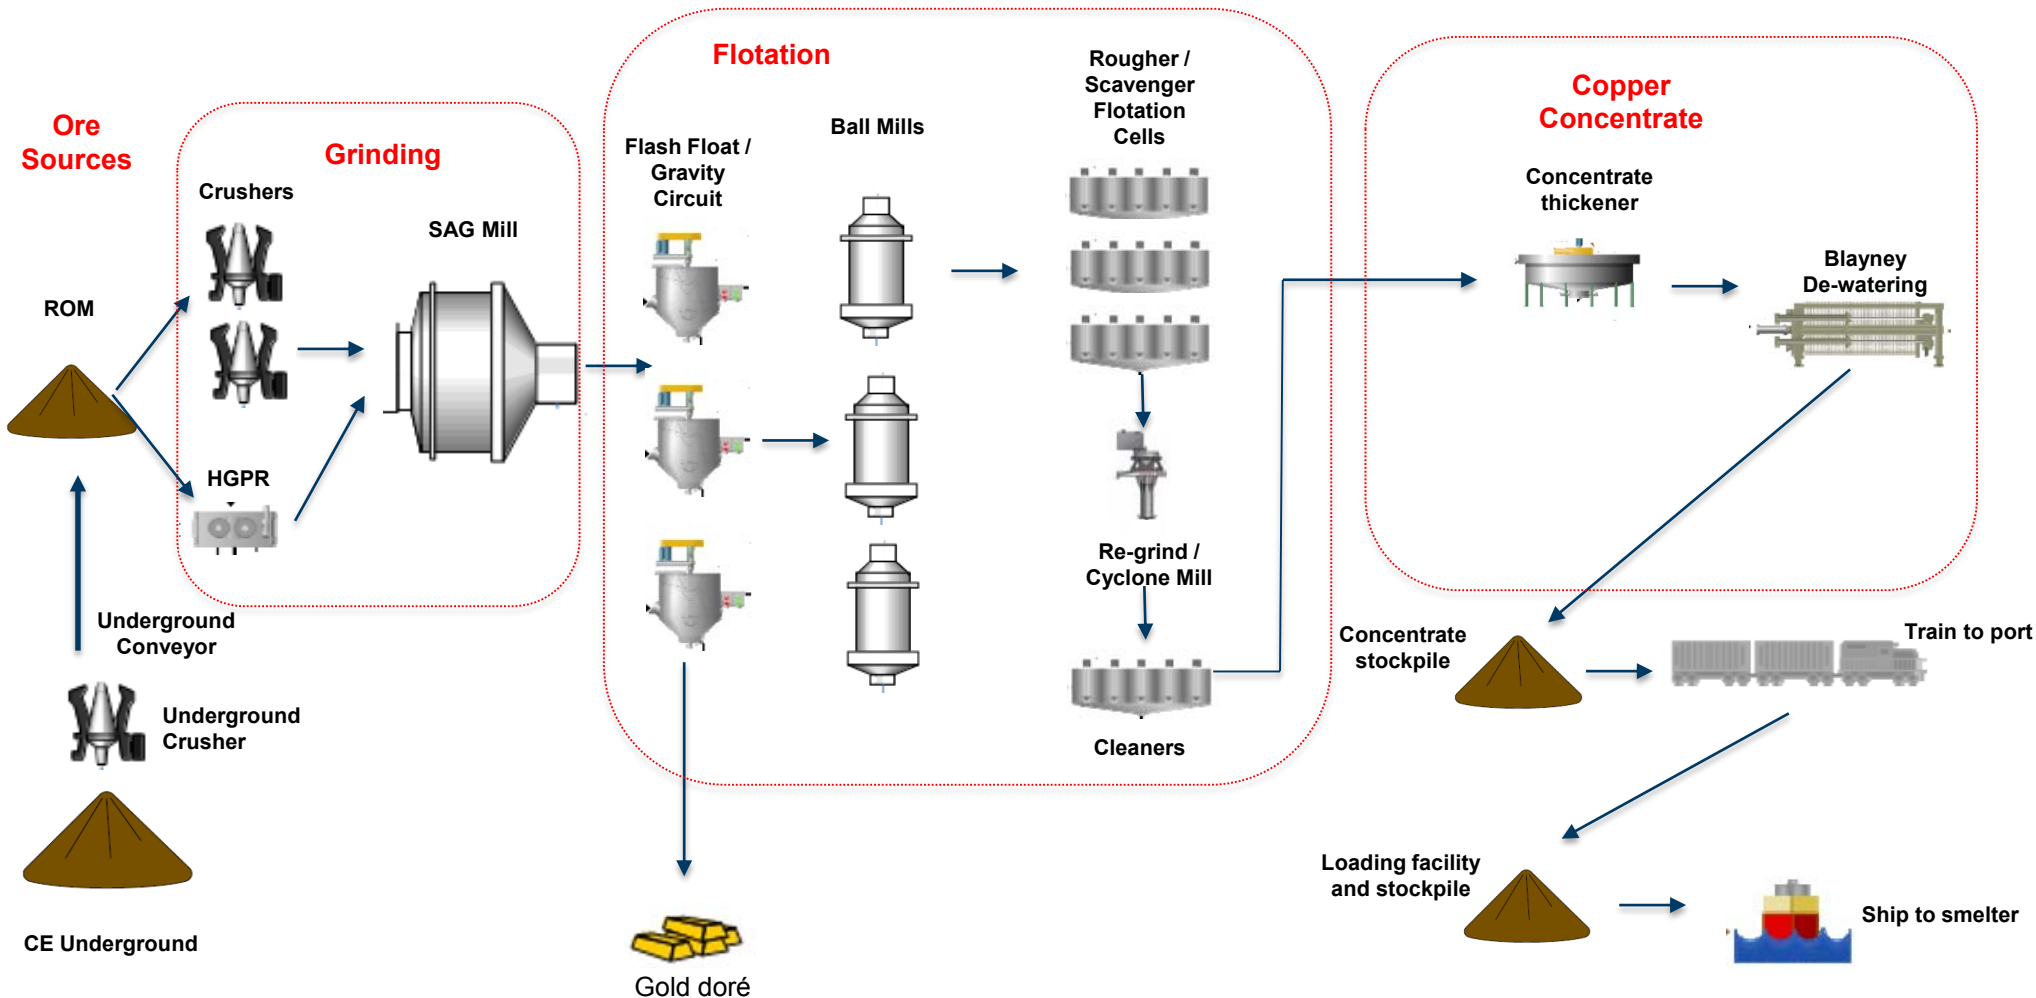 Ore
Sources
ROM
Underground
Conveyor
Underground
Crusher
CE Underground
Grinding
Crushers
SAG Mill
HGPR
Flotation
Flash Float /
Gravity
Circuit
Ball Mills
Rougher /
Scavenger
Flotation
Cells
Re-grind /
Cyclone Mill
Cleaners
Gold doré
Copper
Concentrate
Concentrate
thickener
Blayney
De-watering
Concentrate
stockpile
Train to port
Loading facility
and stockpile
Ship to smelter